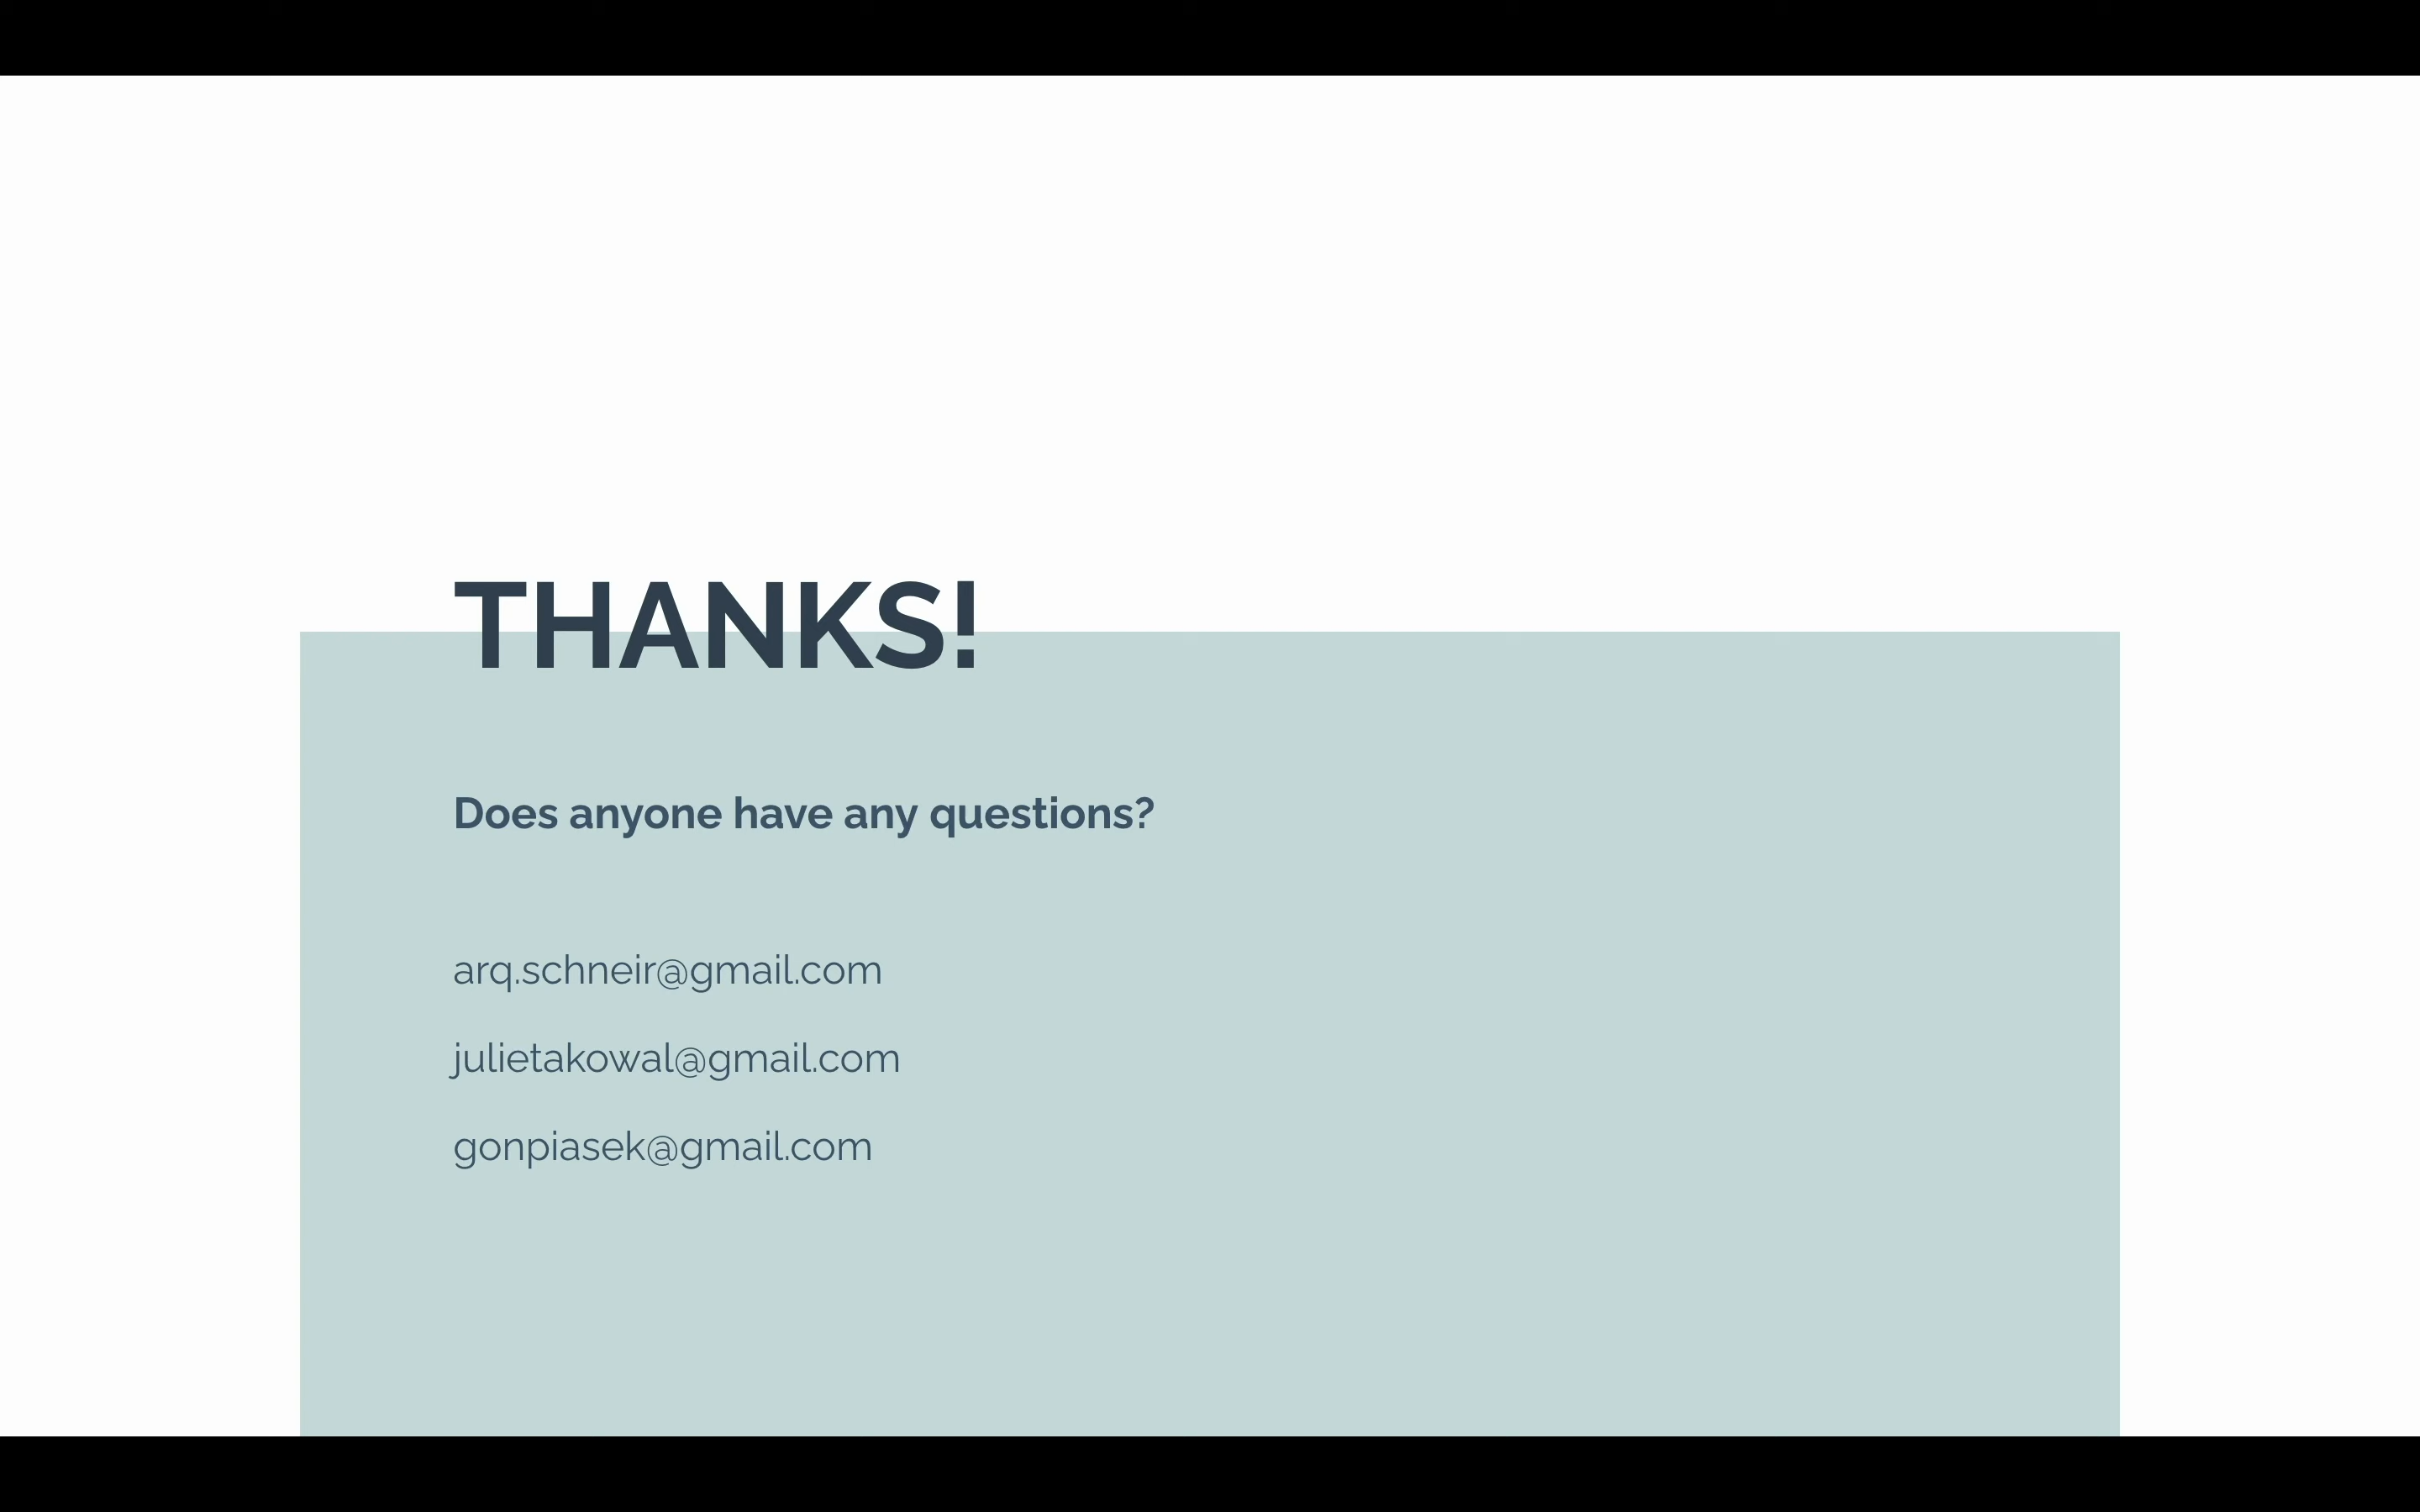 THANKS!
Does anyone have any questions?
arq.schneir@gmail.com
julietakowal@gmail.com
gonpiasek@gmail.com